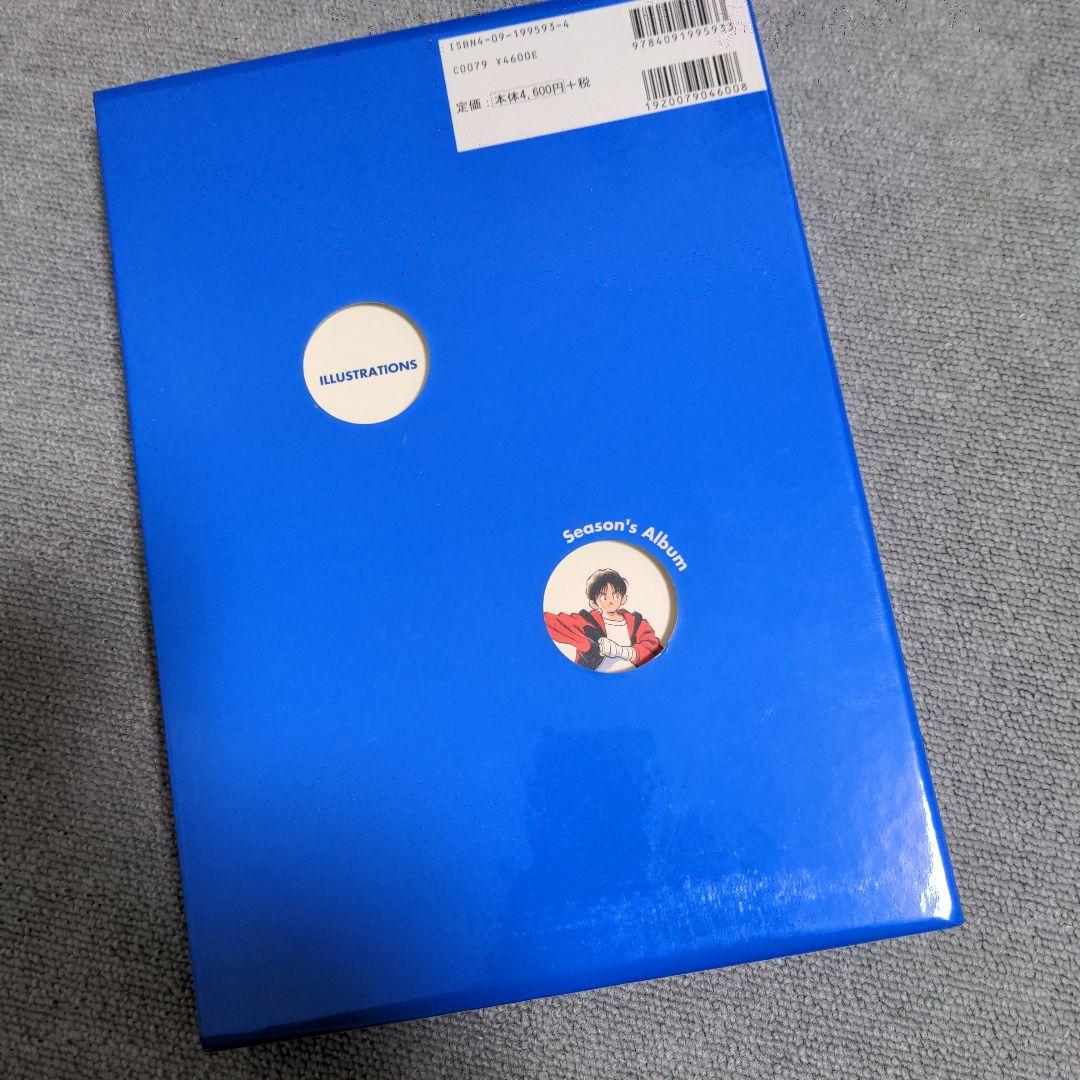 ISBN4-09-199593-4
C0079 ¥4600E
定価：本体4,600円+税
9784091995933
1920079046008
ILLUSTRATIONS
Season's Album